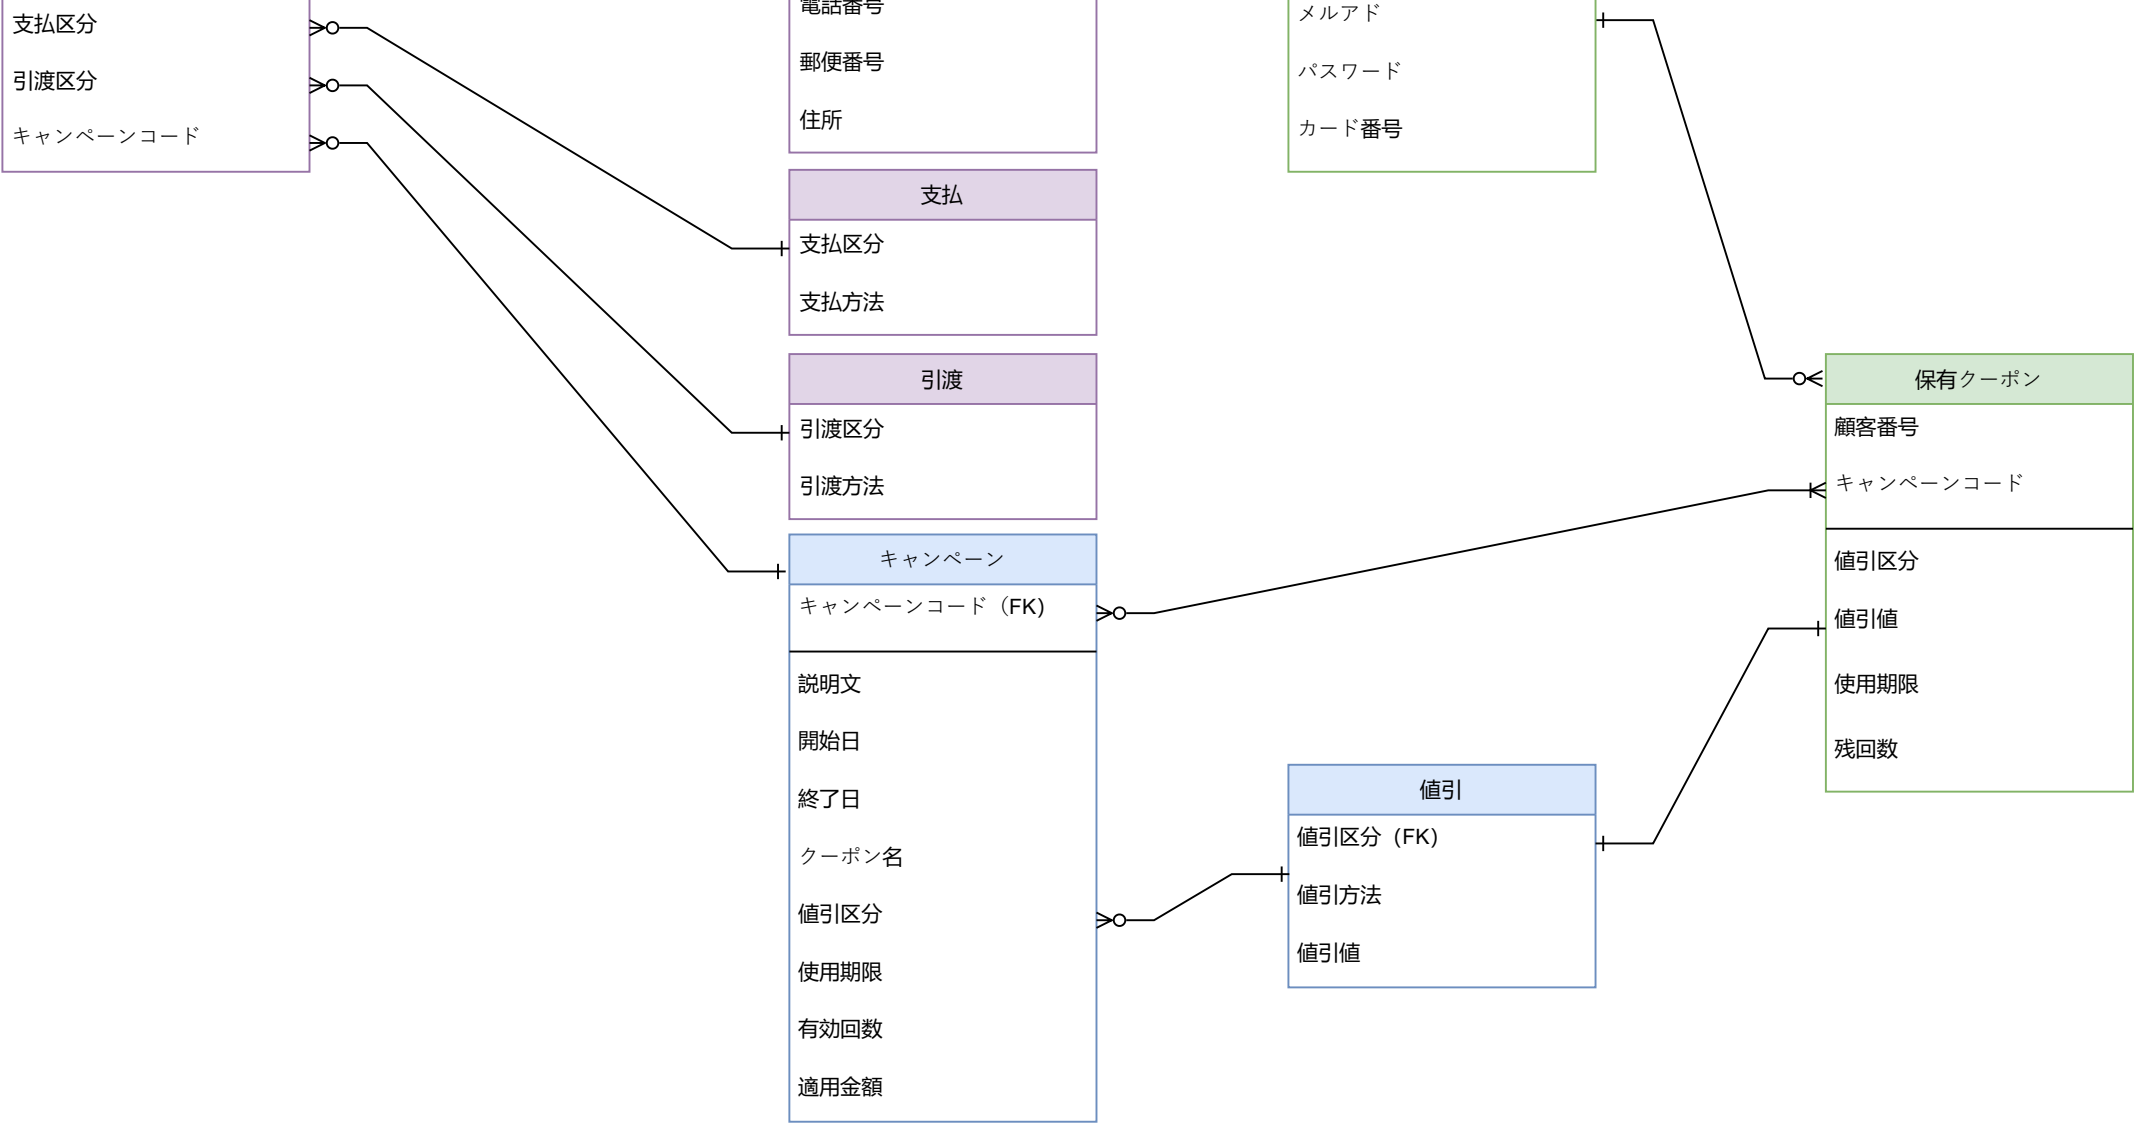 支払区分
引渡区分
キャンペーンコード
電話番号
郵便番号
住所
支払
支払区分
支払方法
引渡
引渡区分
引渡方法
キャンペーン
キャンペーンコード（FK)
説明文
開始日
終了日
クーポン名
値引区分
使用期限
有効回数
適用金額
メルアド
パスワード
カード番号
値引
値引区分（FK)
値引方法
値引値
保有クーポン
顧客番号
キャンペーンコード
値引区分
値引値
使用期限
残回数